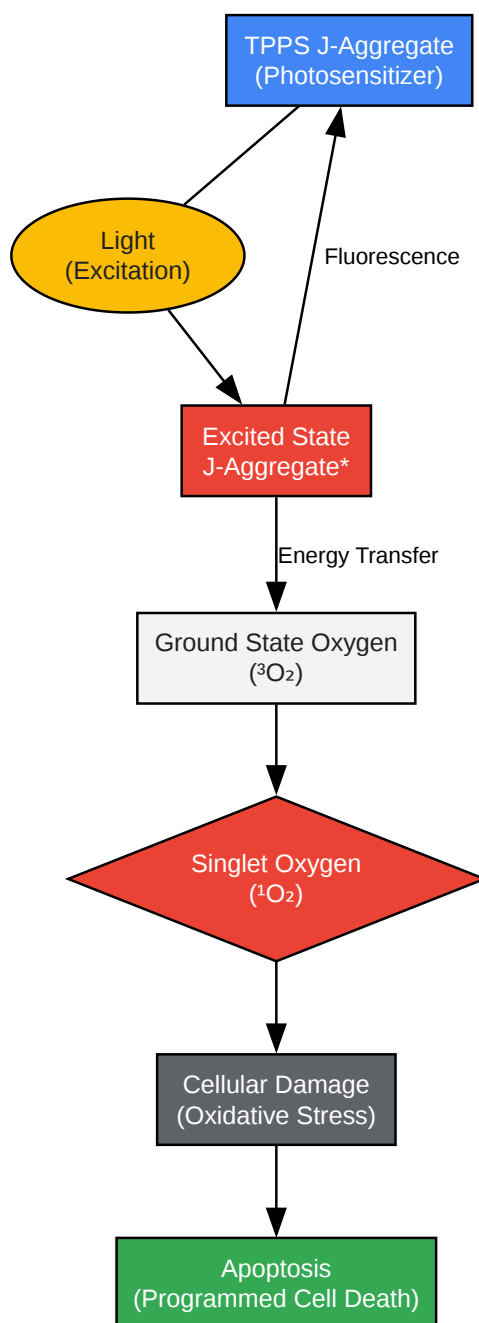 TPPS J-Aggregate
(Photosensitizer)
Light
(Excitation)
Fluorescence
Excited State
J-Aggregate*
Energy Transfer
Ground State Oxygen
(³O₂)
Singlet Oxygen
(¹O₂)
Cellular Damage
(Oxidative Stress)
Apoptosis
(Programmed Cell Death)